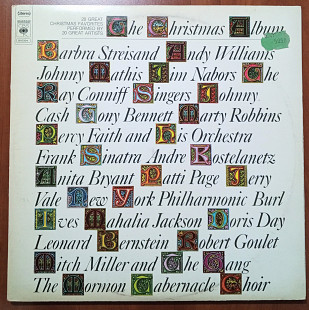 Stereo
20 GREAT
CHRISTMAS FAVORITES
PERFORMED BY
20 GREAT ARTISTS
The Christmas Album
Barbra Streisand Andy Williams
Johnny Mathis Jim Nabors The
Ray Conniff Singers Johnny
Cash Tony Bennett Marty Robbins
Percy Faith and his Orchestra
Frank Sinatra Andre Kostelanetz
Anita Bryant Patti Page Jerry
Vale New York Philharmonic Burl
Ives Mahalia Jackson Doris Day
Leonard Bernstein Robert Goulet
Mitch Miller and The Gang
The Mormon Tabernacle Choir